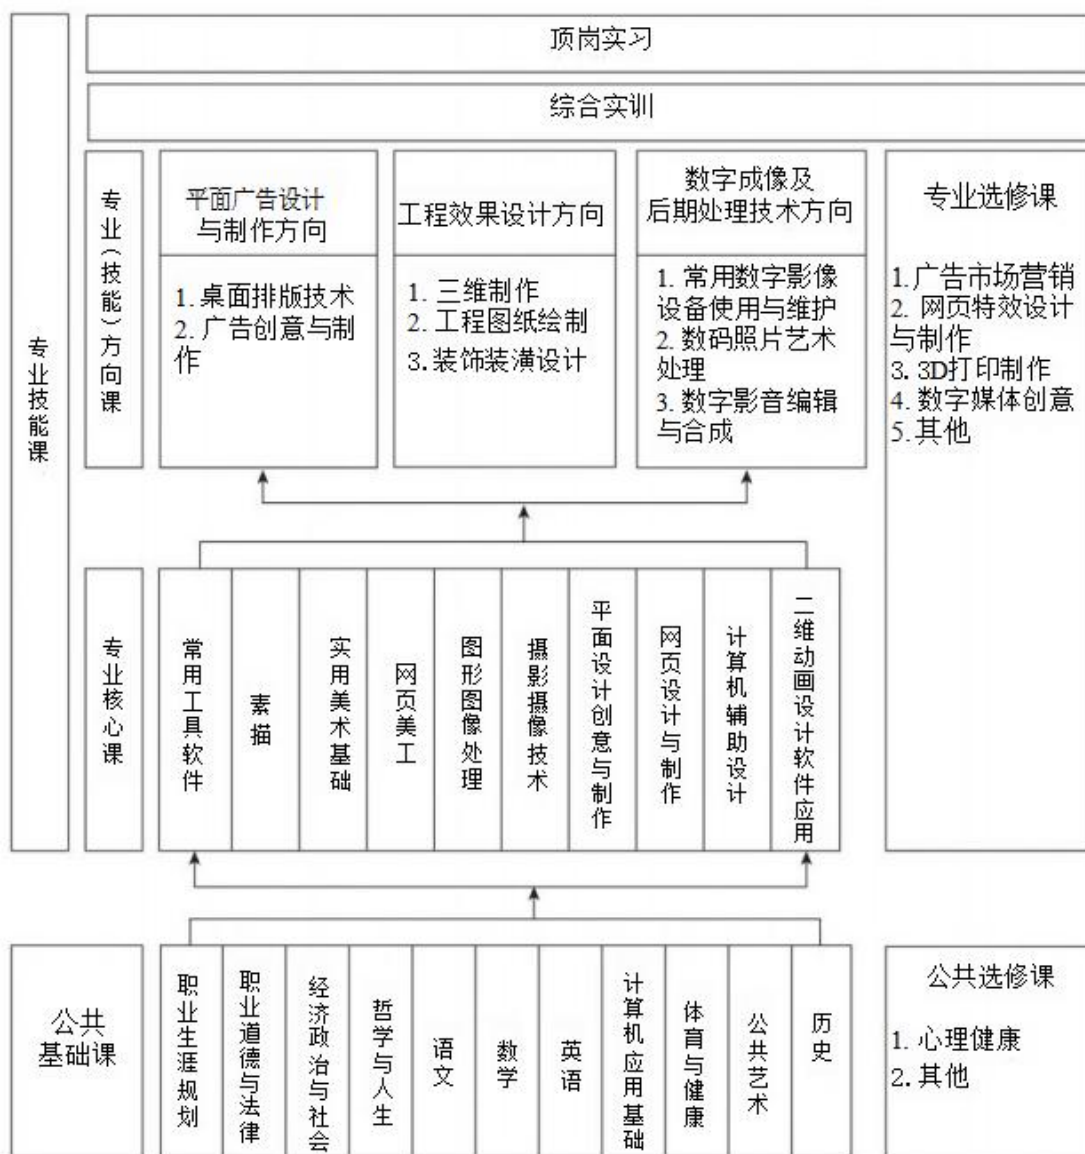 顶岗实习
综合实训
专业技能课
专业(技能)方向课
平面广告设计
与制作方向
1. 桌面排版技术
2. 广告创意与制
作
工程效果设计方向
1. 三维制作
2. 工程图纸绘制
3. 装饰装潢设计
数字成像及
后期处理技术方向
1. 常用数字影像
设备使用与维护
2. 数码照片艺术
处理
3. 数字影音编辑
与合成
专业选修课
1. 广告市场营销
2. 网页特效设计
与制作
3. 3D打印制作
4. 数字媒体创意
5. 其他
专业核心课
常用工具软件
素描
实用美术基础
网页美工
图形图像处理
摄影摄像技术
平面设计创意与制作
网页设计与制作
计算机辅助设计
二维动画设计软件应用
公共
基础课
职业生涯规划
职业道德与法律
经济政治与社会
哲学与人生
语文
数学
英语
计算机应用基础
体育与健康
公共艺术
历史
公共选修课
1. 心理健康
2. 其他